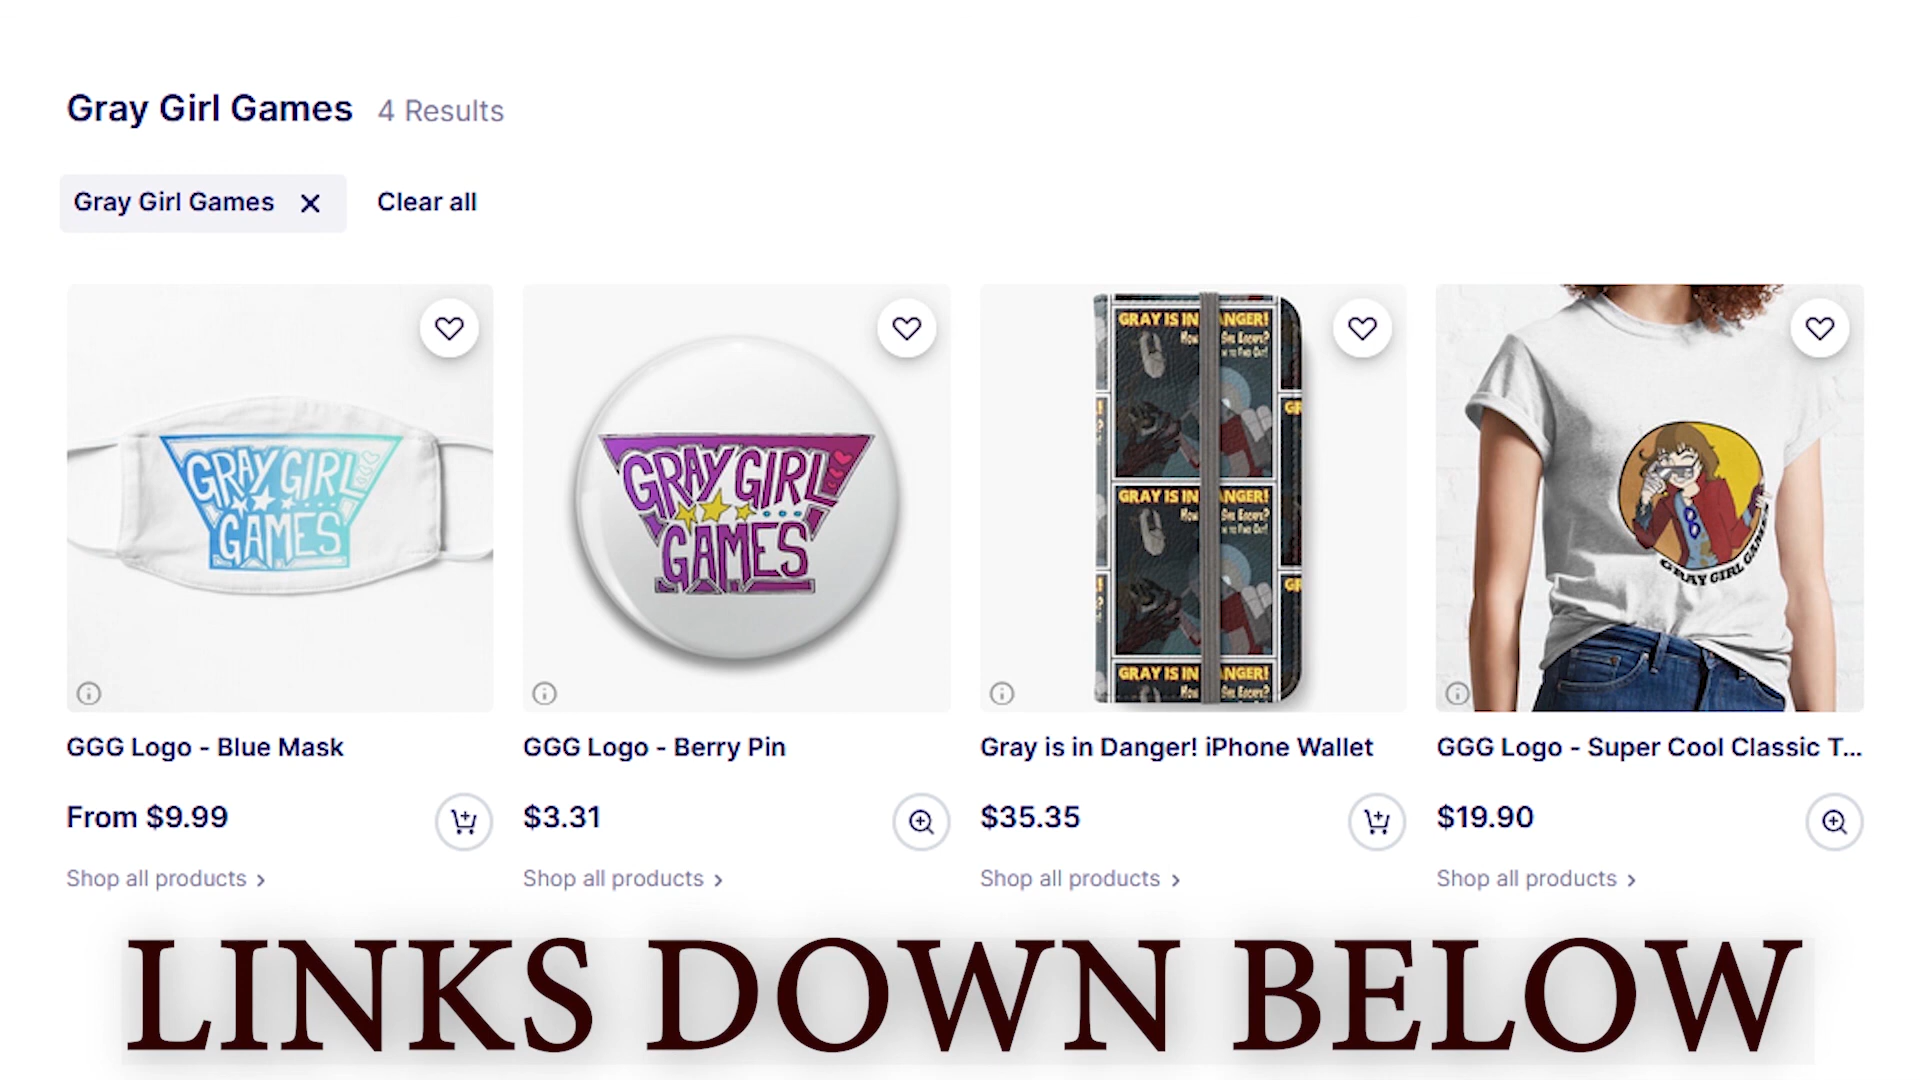 Gray Girl Games 4 Results
Gray Girl Games Clear all
GRAY GIRL
GAMES
GRAY GIRL
GAMES
GRAY IS IN ANGER!
GRAY IS IN ANGER!
GRAY IS IN ANGER!
GRAY GIRL GAMES
GGG Logo - Blue Mask
GGG Logo - Berry Pin
Gray is in Danger! iPhone Wallet
GGG Logo - Super Cool Classic T...
From $9.99
$3.31
$35.35
$19.90
Shop all products
Shop all products
Shop all products
Shop all products
LINKS DOWN BELOW